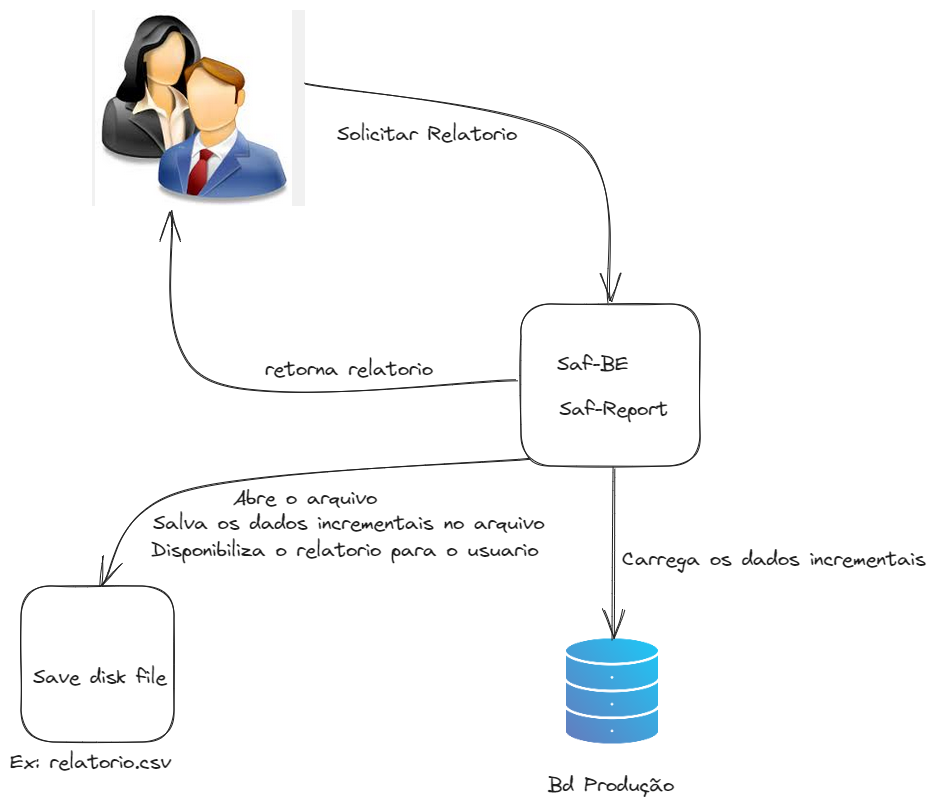 Solicitar Relatorio
Saf-BE
Saf-Report
retorna relatorio
Abre o arquivo
Salva os dados incrementais no arquivo
Disponibiliza o relatorio para o usuario
Carrega os dados incrementais
Save disk file
Ex: relatorio.csv
Bd Produção